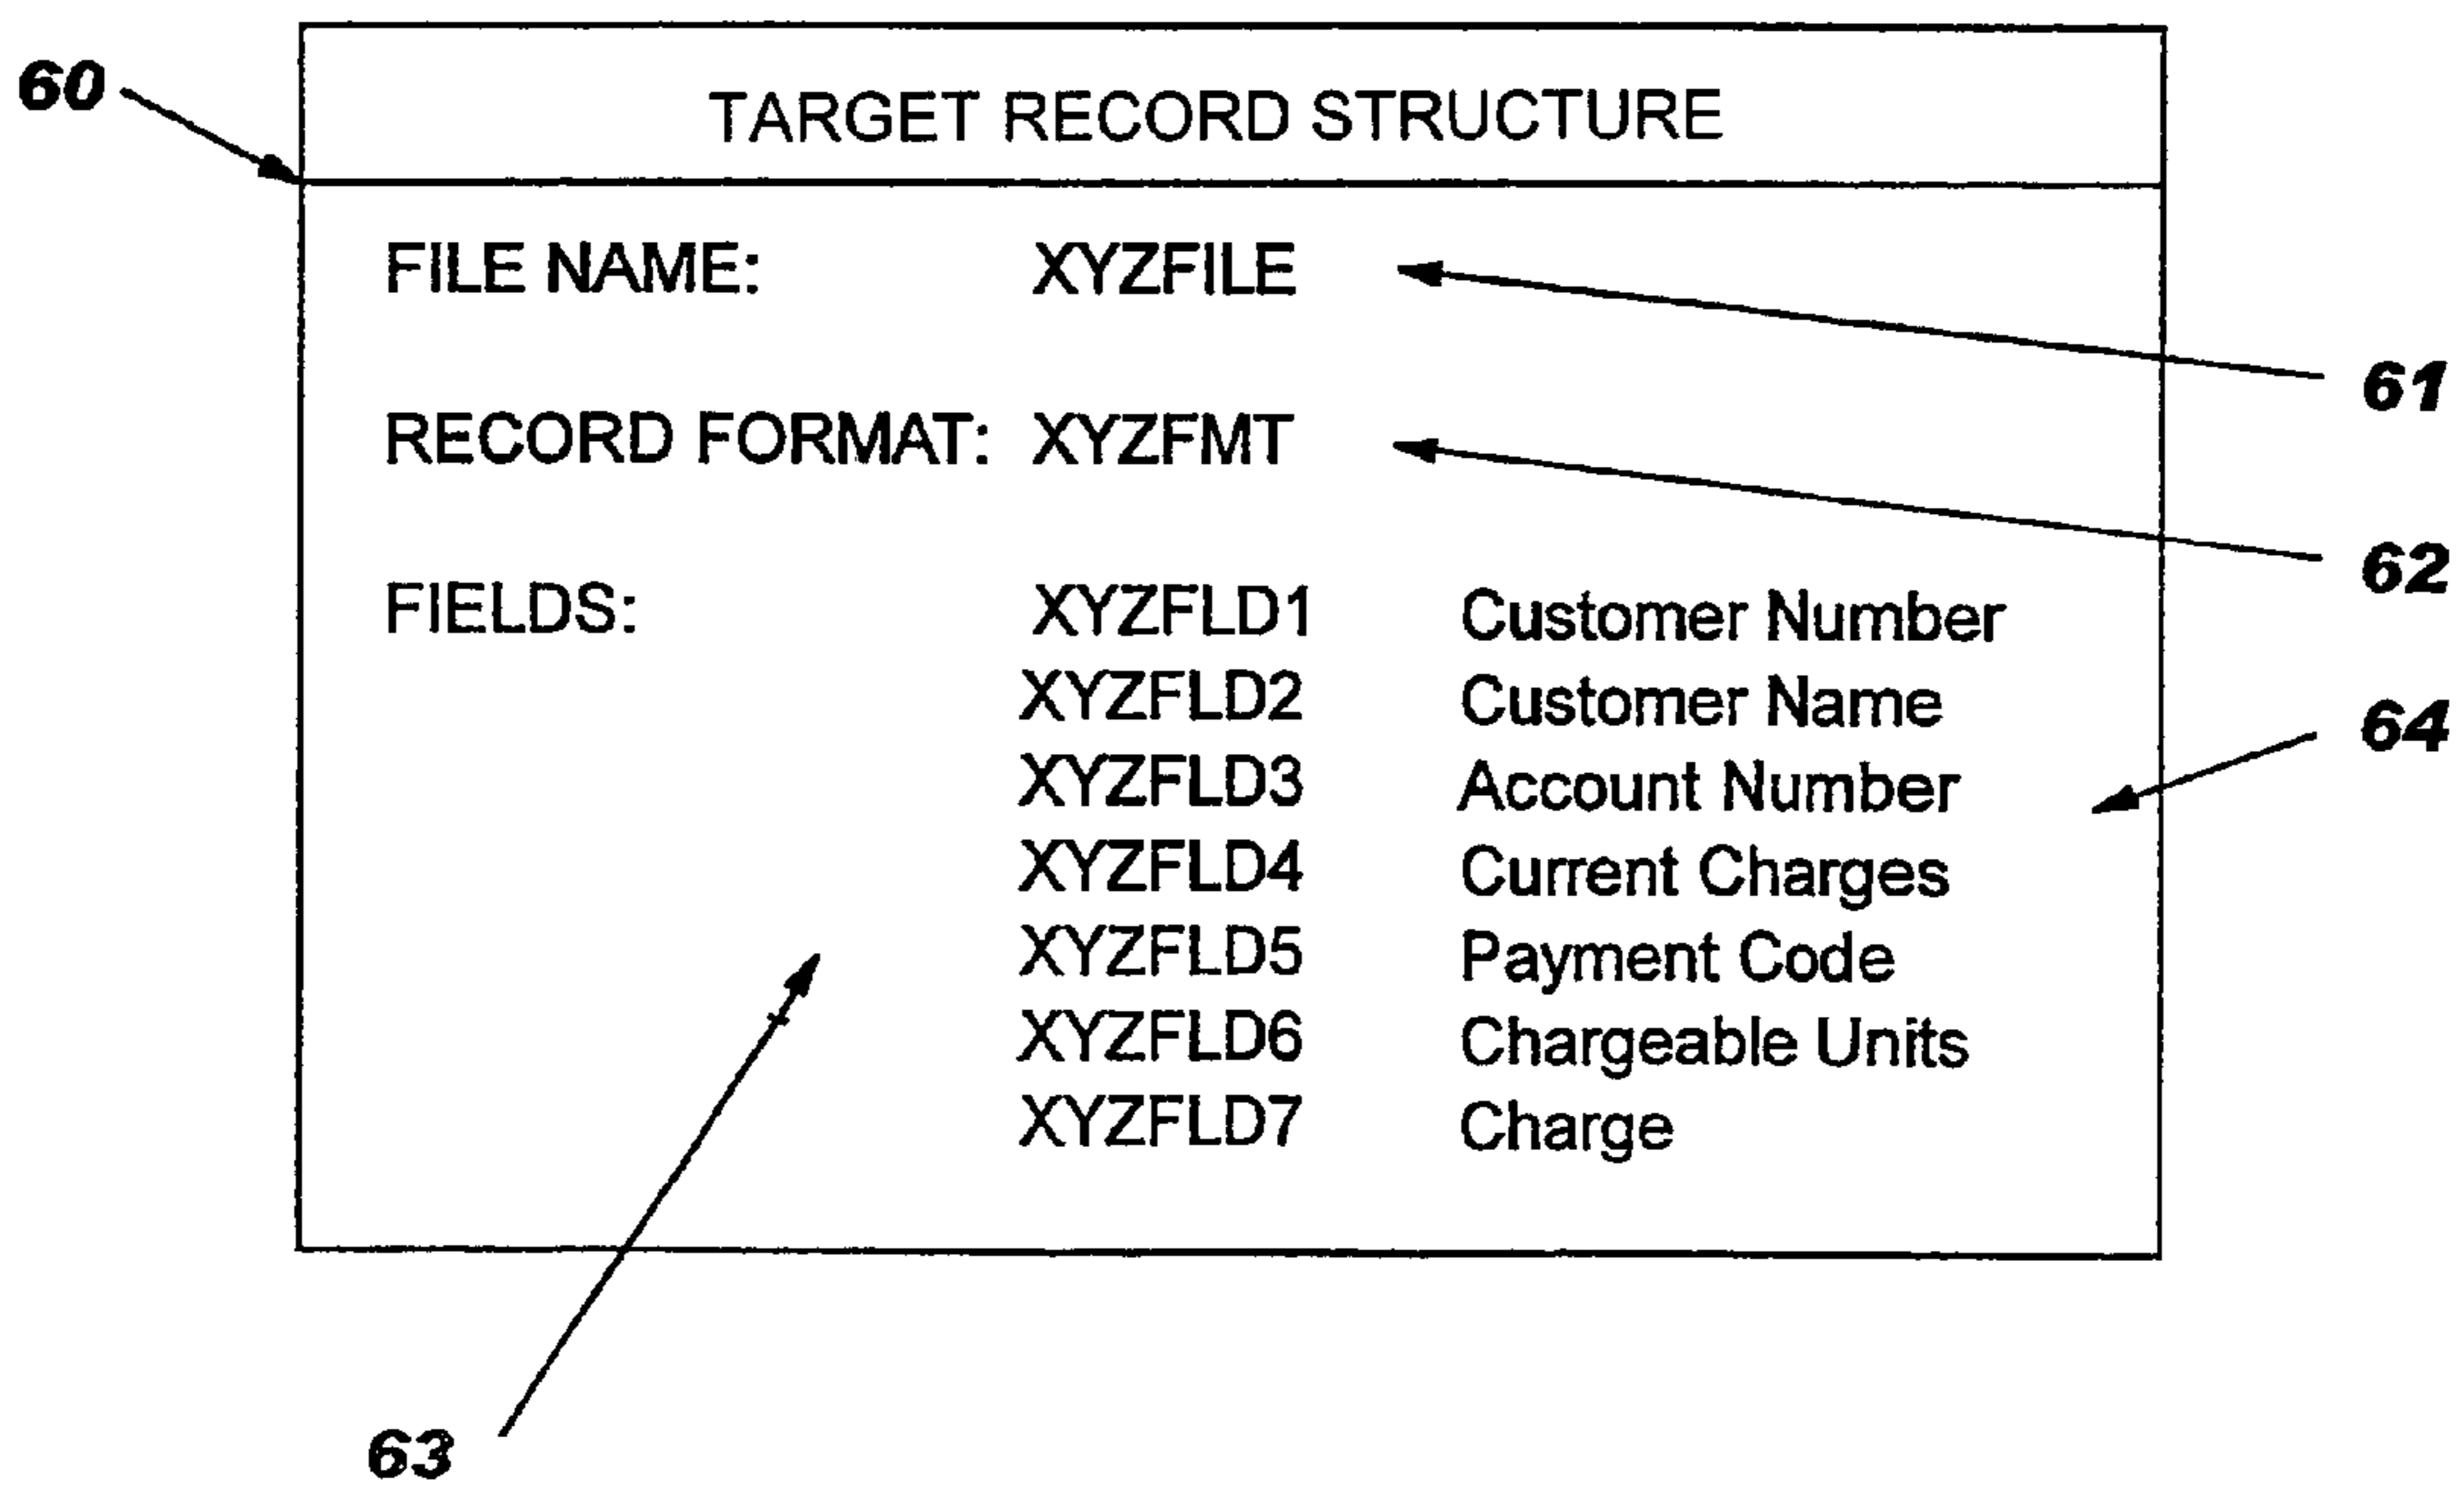 60
TARGET RECORD STRUCTURE
FILE NAME: XYZFILE
61
RECORD FORMAT: XYZFMT
62
FIELDS: XYZFLD1 Customer Number
XYZFLD2 Customer Name
64
XYZFLD3 Account Number
XYZFLD4 Current Charges
XYZFLD5 Payment Code
XYZFLD6 Chargeable Units
XYZFLD7 Charge
63